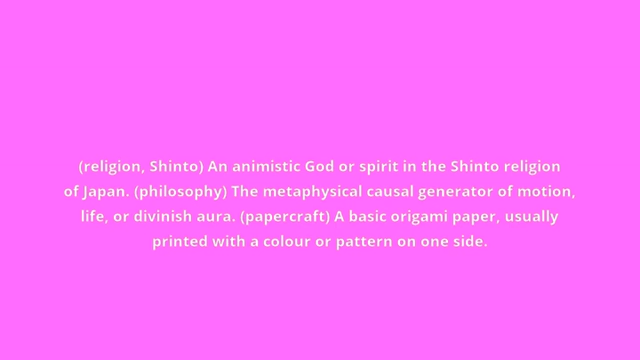 (religion, Shinto) An animistic God or spirit in the Shinto religion
of Japan. (philosophy) The metaphysical causal generator of motion,
life, or divinish aura. (papercraft) A basic origami paper, usually
printed with a colour or pattern on one side.